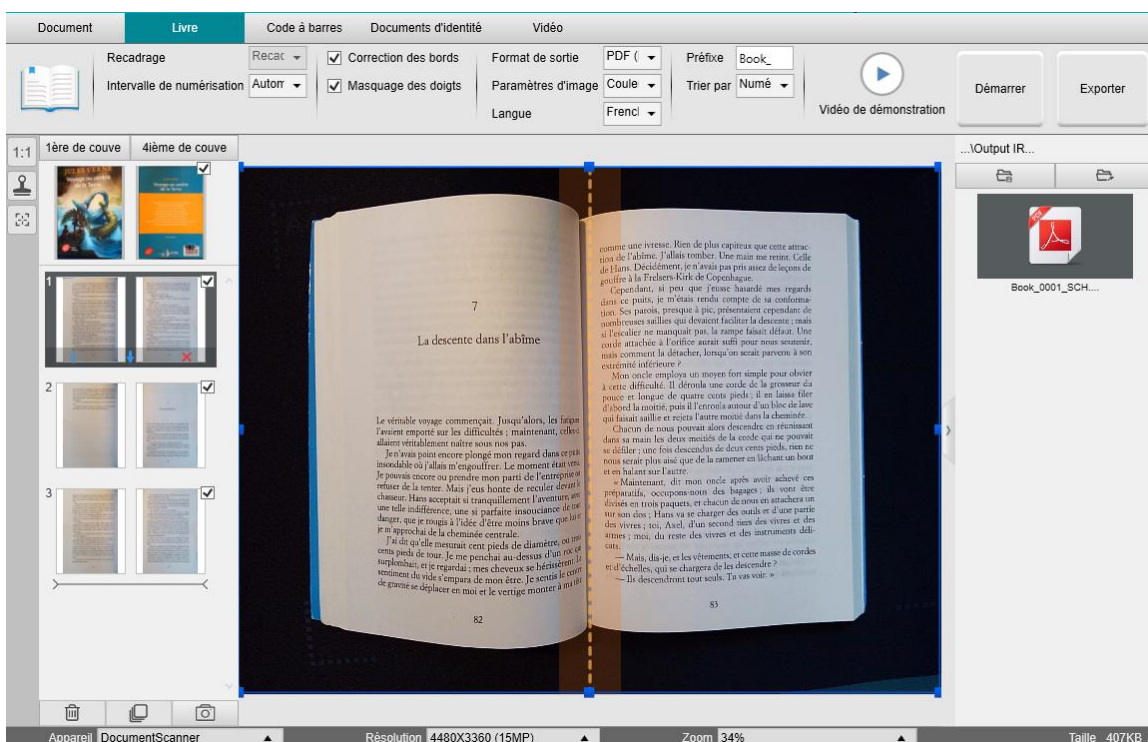 Document Livre Code à barres Documents d'identité Vidéo
Recadrage Recac
Intervalle de numérisation Autom
Correction des bords
Masquage des doigts
Format de sortie PDF (
Paramètres d'image Coule
Langue Frencl
Préfixe Book_
Trier par Numé
Vidéo de démonstration
Démarrer
Exporter
1:1
1ère de couve 4ième de couve
JULES VERNE
Voyage au centre
de la Terre
1
2
3
7
La descente dans l'abîme
Le véritable voyage commençait. Jusqu'alors, les fatigues
l'avaient emporté sur les difficultés ; maintenant, celles-ci
allaient véritablement naître sous nos pas.
Je n'avais point encore plongé mon regard dans ce puits
insondable où j'allais m'engouffrer. Le moment était venu.
Je pouvais encore ou prendre mon parti de l'entreprise ou
refuser de la tenter. Mais j'eus honte de reculer devant le
chasseur. Hans acceptait si tranquillement l'aventure, avec
une telle indifférence, une si parfaite insouciance de tout
danger, que je rougis à l'idée d'être moins brave que lui et
je m'approchai de la cheminée centrale.
J'ai dit qu'elle mesurait cent pieds de diamètre, ou trois
cents pieds de tour. Je me penchai au-dessus d'un roc qui
surplombait, et je regardai ; mes cheveux se hérissèrent. Le
sentiment du vide s'empara de mon être. Je sentis le centre
de gravité se déplacer en moi et le vertige monter à ma tête
82
comme une ivresse. Rien de plus capiteux que cette attrac-
tion de l'abîme. J'allais tomber. Une main me retint. Celle
de Hans. Décidément, je n'avais pas pris assez de leçons de
gouffre à la Frelsers-Kirk de Copenhague.
Cependant, si peu que j'eusse hasardé mes regards
dans ce puits, je m'étais rendu compte de sa conforma-
tion. Ses parois, presque à pic, présentaient cependant de
nombreuses saillies qui devaient faciliter la descente ; mais
si l'escalier ne manquait pas, la rampe faisait défaut. Une
corde attachée à l'orifice aurait suffi pour nous soutenir,
mais comment la détacher, lorsqu'on serait parvenu à son
extrémité inférieure ?
Mon oncle employa un moyen fort simple pour obvier
à cette difficulté. Il déroula une corde de la grosseur du
pouce et longue de quatre cents pieds ; il en laissa filer
d'abord la moitié, puis il l'enroula autour d'un bloc de lave
qui faisait saillie et rejeta l'autre moitié dans la cheminée.
Chacun de nous pouvait alors descendre en réunissant
dans sa main les deux moitiés de la corde qui ne pouvait
se défiler ; une fois descendus de deux cents pieds, rien ne
nous serait plus aisé que de la ramener en lâchant un bout
et en halant sur l'autre.
« Maintenant, dit mon oncle après avoir achevé ces
préparatifs, occupons-nous des bagages ; ils vont être
divisés en trois paquets, et chacun de nous en attachera un
sur son dos ; Hans va se charger des outils et d'une partie
des vivres ; toi, Axel, d'un second tiers des vivres et des
armes ; moi, du reste des vivres et des instruments déli-
cats.
— Mais, dis-je, et les vêtements, et cette masse de cordes
et d'échelles, qui se chargera de les descendre ?
— Ils descendront tout seuls. Tu vas voir. »
83
...\Output IR...
PDF
Book_0001_SCH....
Appareil DocumentScanner Résolution 4480X3360 (15MP) Zoom 34% Taille 407KB